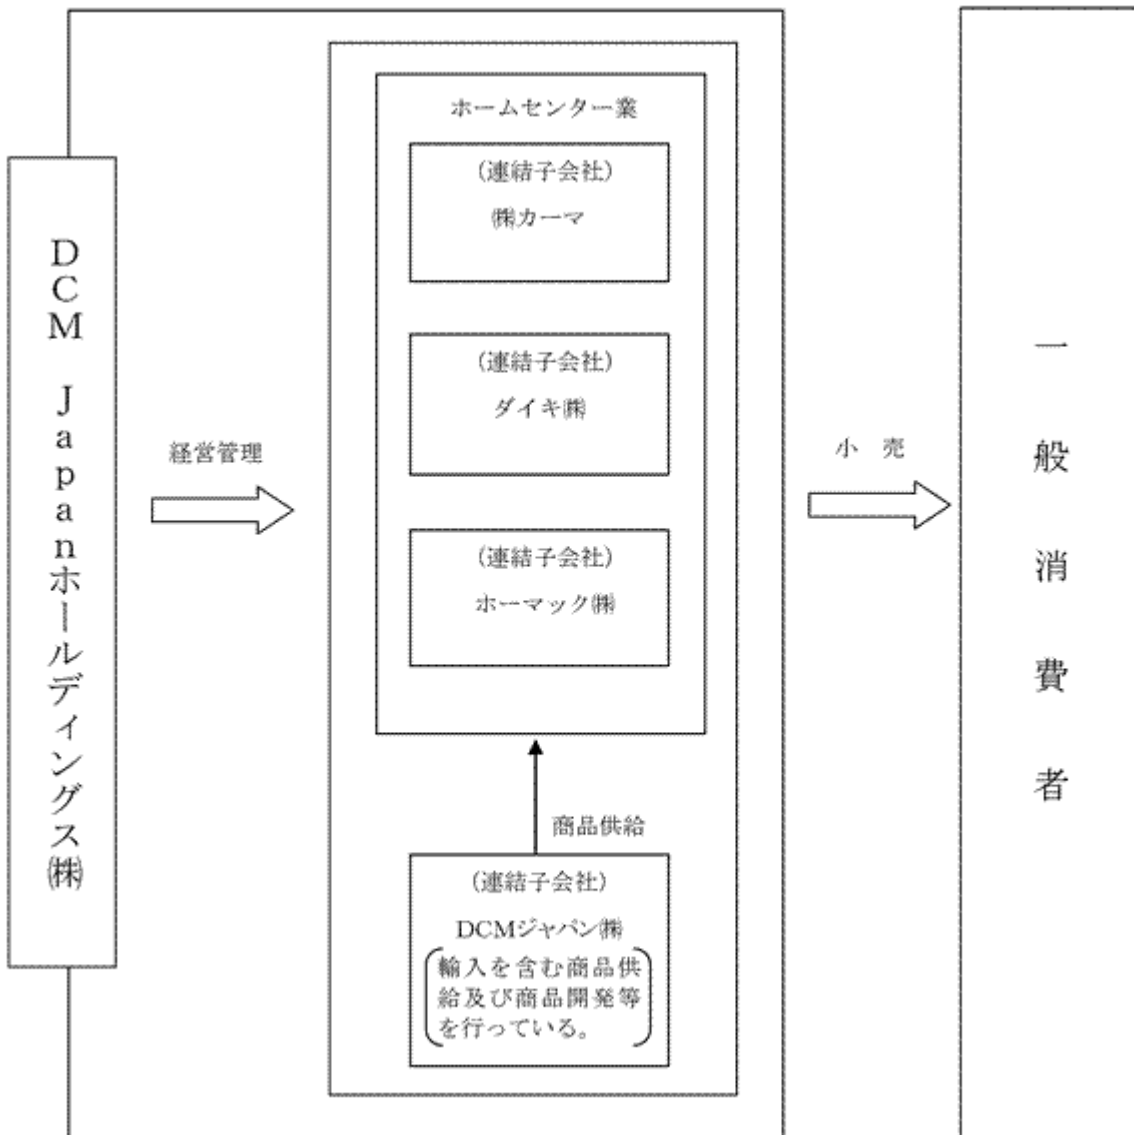 DCM Japanホールディングス㈱
経営管理
ホームセンター業
(連結子会社)
㈱カーマ
(連結子会社)
ダイキ㈱
(連結子会社)
ホーマック㈱
商品供給
(連結子会社)
DCMジャパン㈱
輸入を含む商品供
給及び商品開発等
を行っている。
小　売
一般消費者